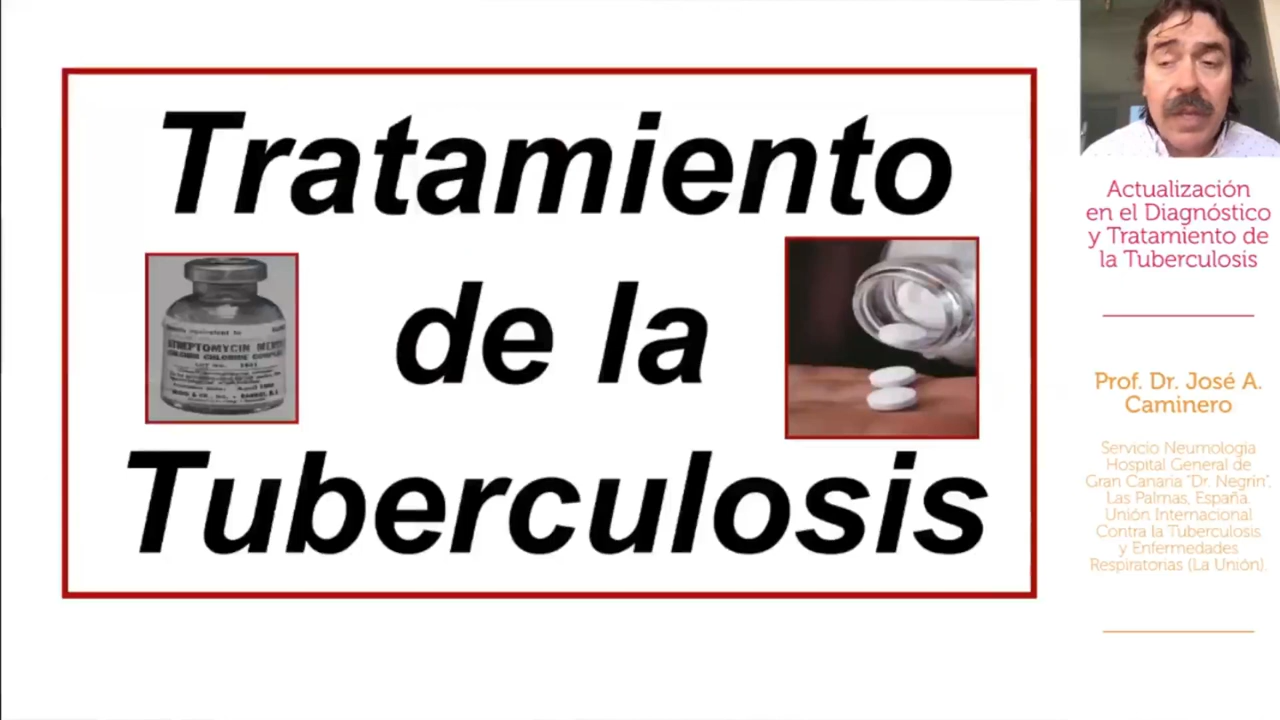 Tratamiento
de la
Tuberculosis
STREPTOMYCIN
Actualización
en el Diagnóstico
y Tratamiento de
la Tuberculosis
Prof. Dr. José A.
Caminero
Servicio Neumologia
Hospital General de
Gran Canaria "Dr. Negrín".
Las Palmas, España.
Unión Internacional
Contra la Tuberculosis
y Enfermedades
Respiratorias (La Unión).